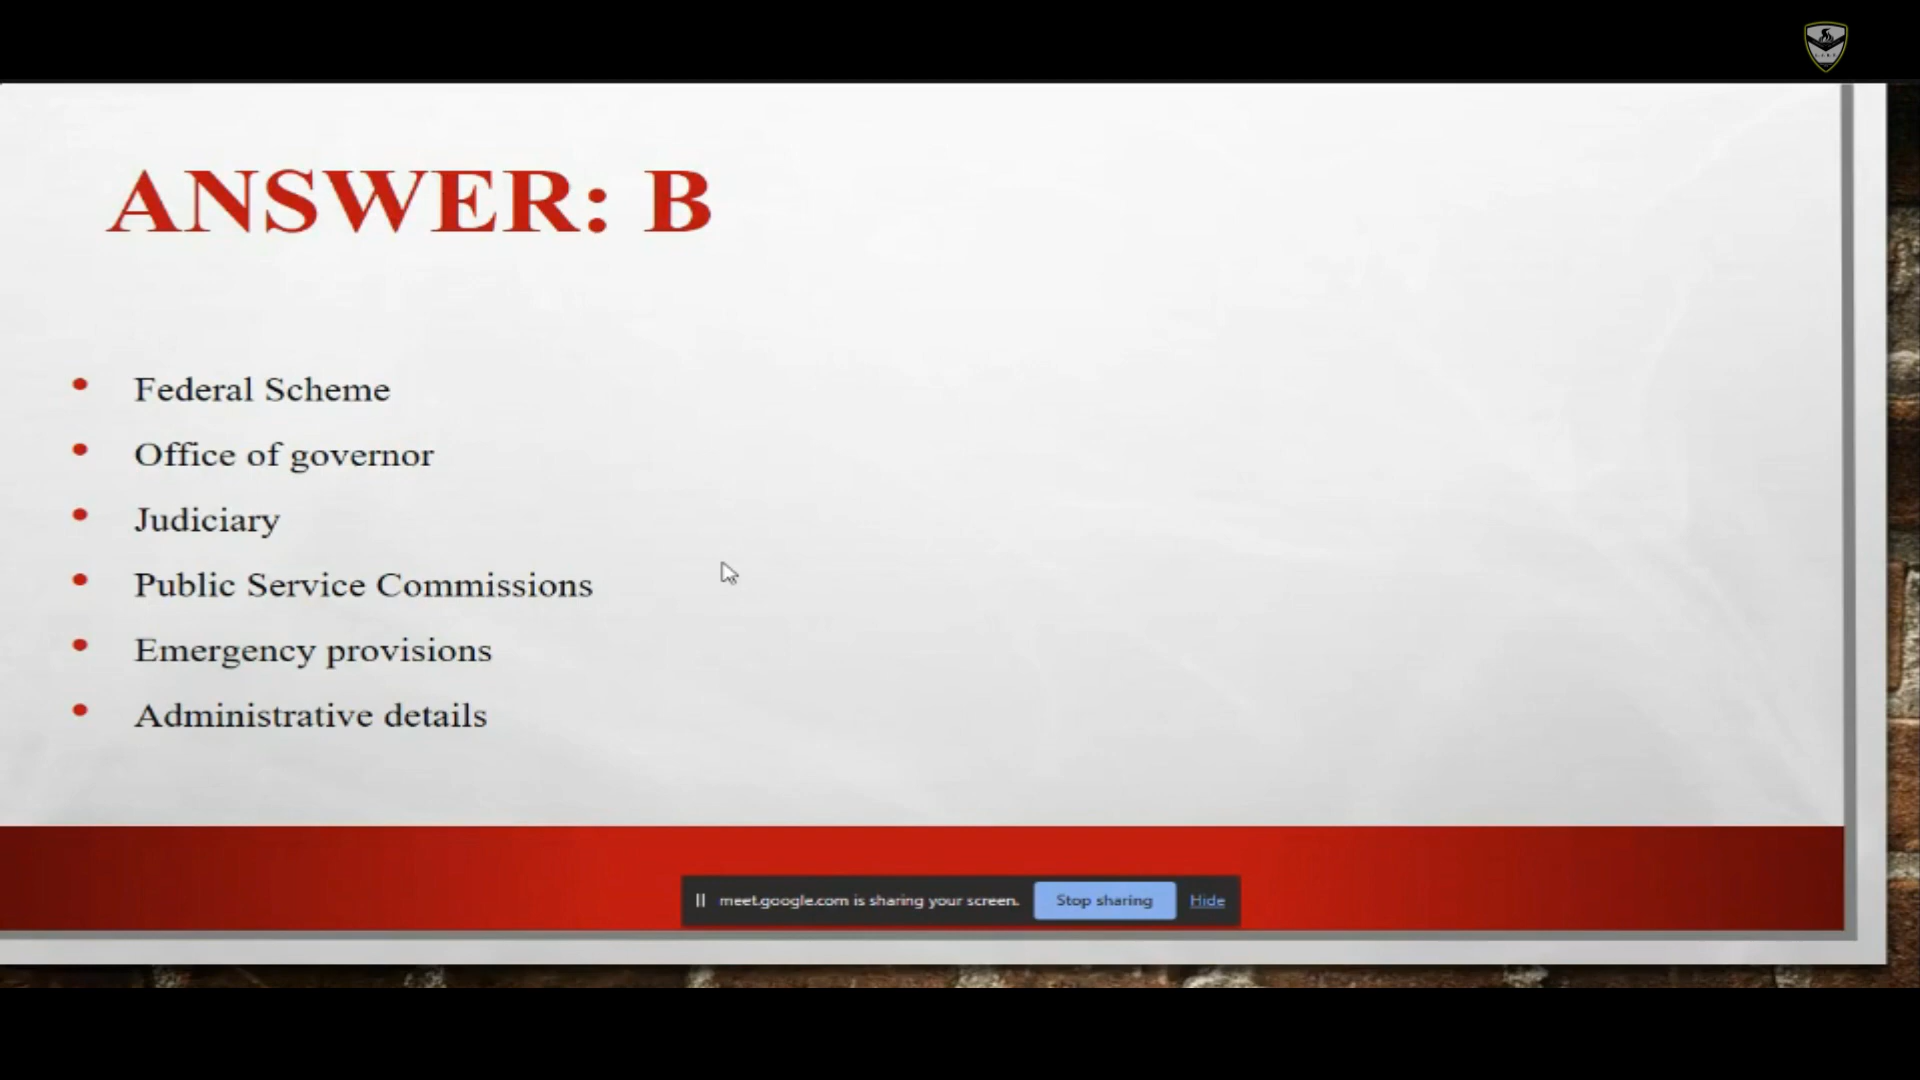 ANSWER: B
• Federal Scheme
• Office of governor
• Judiciary
• Public Service Commissions
• Emergency provisions
• Administrative details
meet.google.com is sharing your screen. Stop sharing Hide